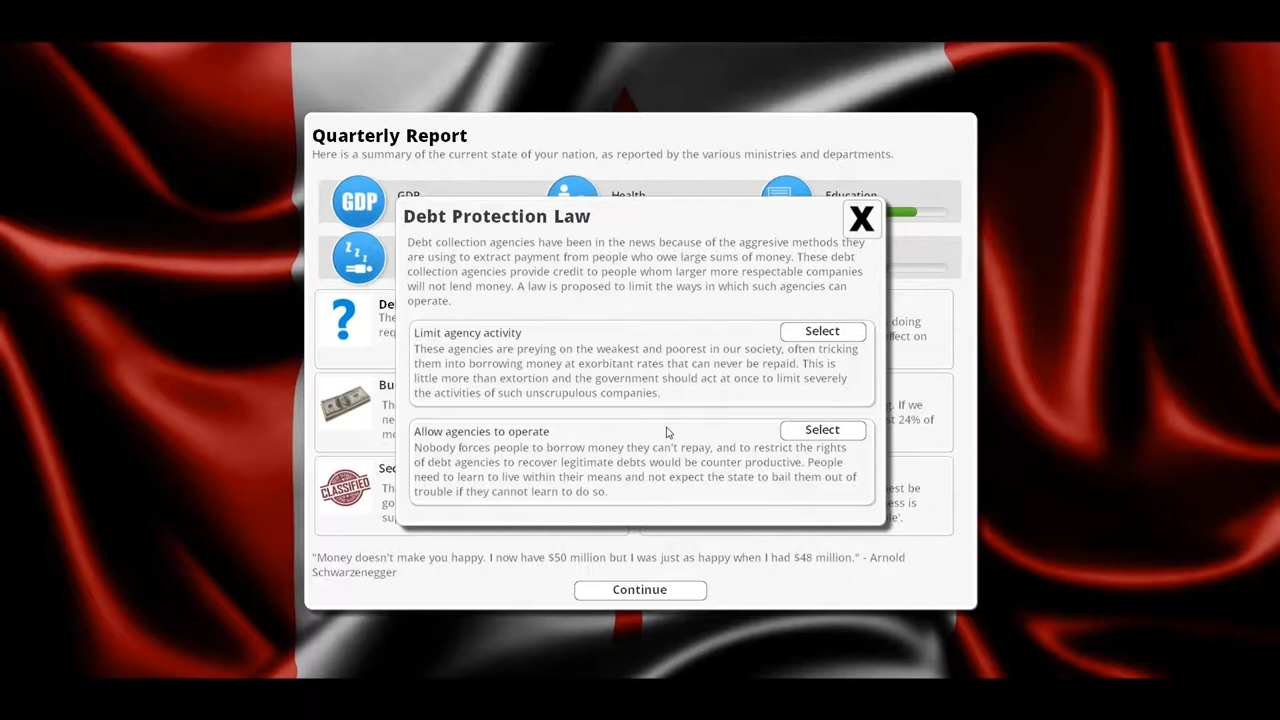 Quarterly Report
Here is a summary of the current state of your nation, as reported by the various ministries and departments.
GDP
GDP
Health
Education
Debt Protection Law
X
Debt collection agencies have been in the news because of the aggresive methods they
are using to extract payment from people who owe large sums of money. These debt
collection agencies provide credit to people whom larger more respectable companies
will not lend money. A law is proposed to limit the ways in which such agencies can
operate.
Limit agency activity
Select
These agencies are preying on the weakest and poorest in our society, often tricking
them into borrowing money at exorbitant rates that can never be repaid. This is
little more than extortion and the government should act at once to limit severely
the activities of such unscrupulous companies.
Allow agencies to operate
Select
Nobody forces people to borrow money they can't repay, and to restrict the rights
of debt agencies to recover legitimate debts would be counter productive. People
need to learn to live within their means and not expect the state to bail them out of
trouble if they cannot learn to do so.
De
The
req
doing
ffect on
Bu
Th
ne
. If we
st 24% of
CLASSIFIED
Sec
Th
go
su
est be
ess is
le'.
"Money doesn't make you happy. I now have $50 million but I was just as happy when I had $48 million." - Arnold
Schwarzenegger
Continue